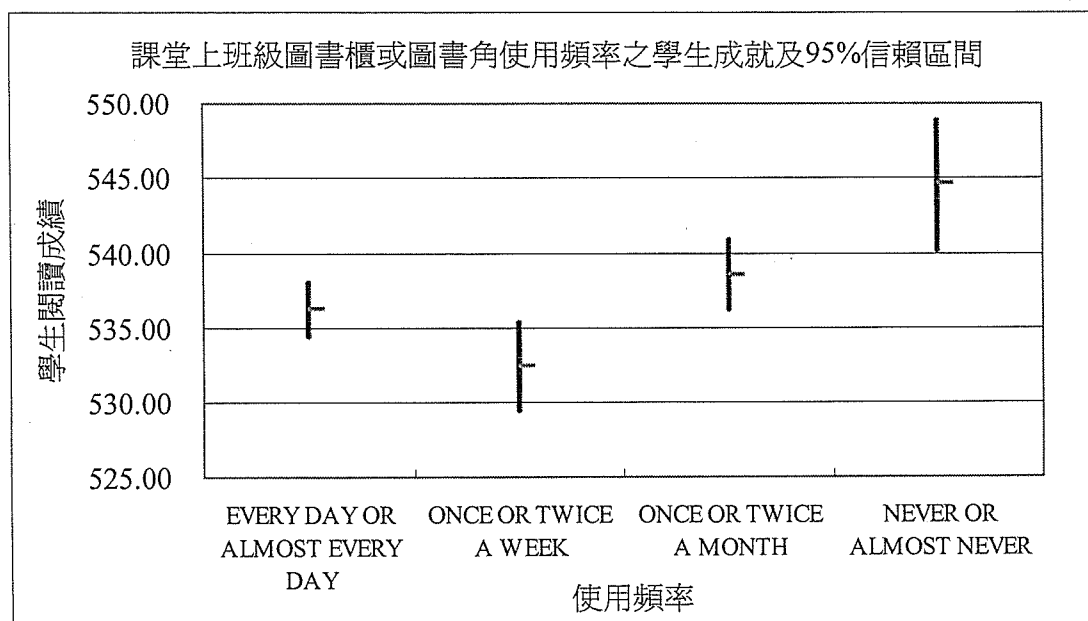 課堂上班級圖書櫃或圖書角使用頻率之學生成就及95%信賴區間
學生閱讀成績
550.00
545.00
540.00
535.00
530.00
525.00
EVERY DAY OR
ALMOST EVERY
DAY
ONCE OR TWICE
A WEEK
ONCE OR TWICE
A MONTH
NEVER OR
ALMOST NEVER
使用頻率